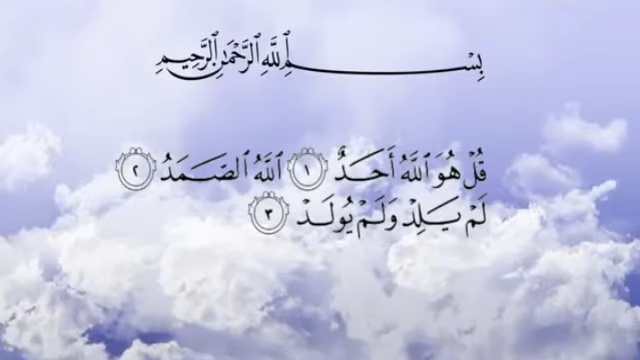 بِسْمِ ٱللَّهِ ٱلرَّحْمَٰنِ ٱلرَّحِيمِ
قُلْ هُوَ ٱللَّهُ أَحَدٌ ١ ٱللَّهُ ٱلصَّمَدُ ٢
لَمْ يَلِدْ وَلَمْ يُولَدْ ٣